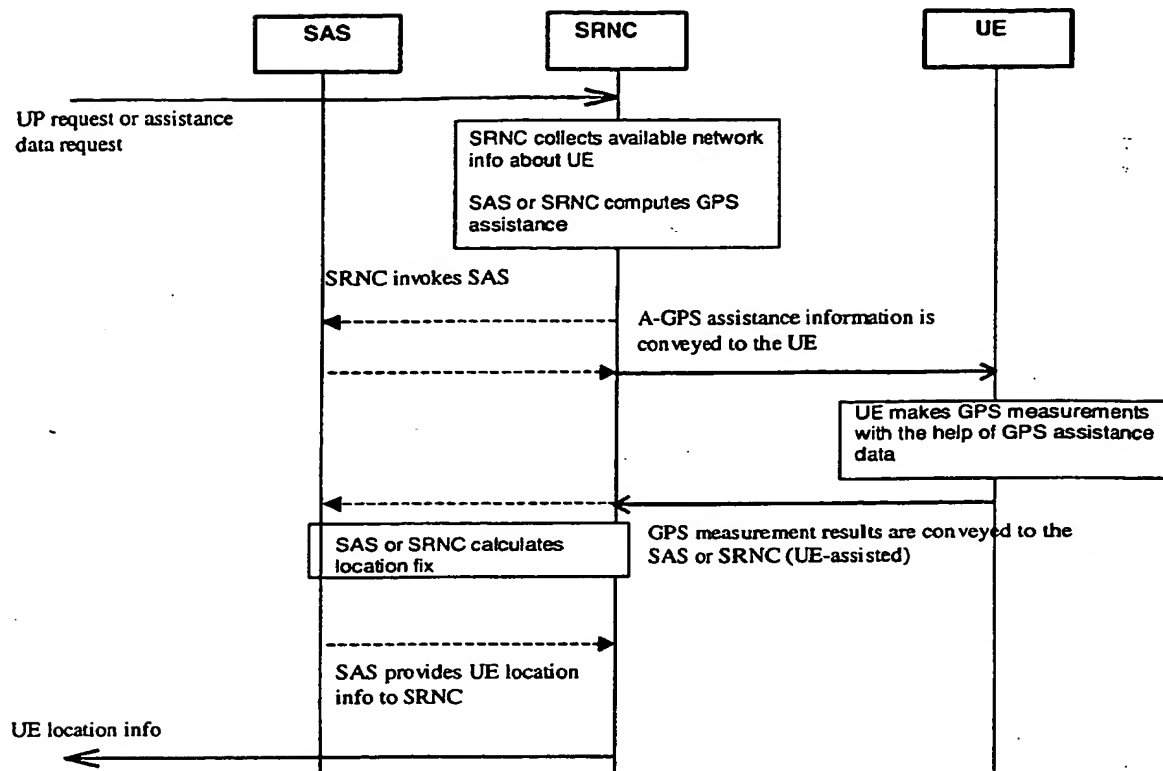 SAS
SRNC
UE
UP request or assistance
data request
SRNC collects available network
info about UE
SAS or SRNC computes GPS
assistance
SRNC invokes SAS
A-GPS assistance information is
conveyed to the UE
UE makes GPS measurements
with the help of GPS assistance
data
GPS measurement results are conveyed to the
SAS or SRNC (UE-assisted)
SAS or SRNC calculates
location fix
SAS provides UE location
info to SRNC
UE location info